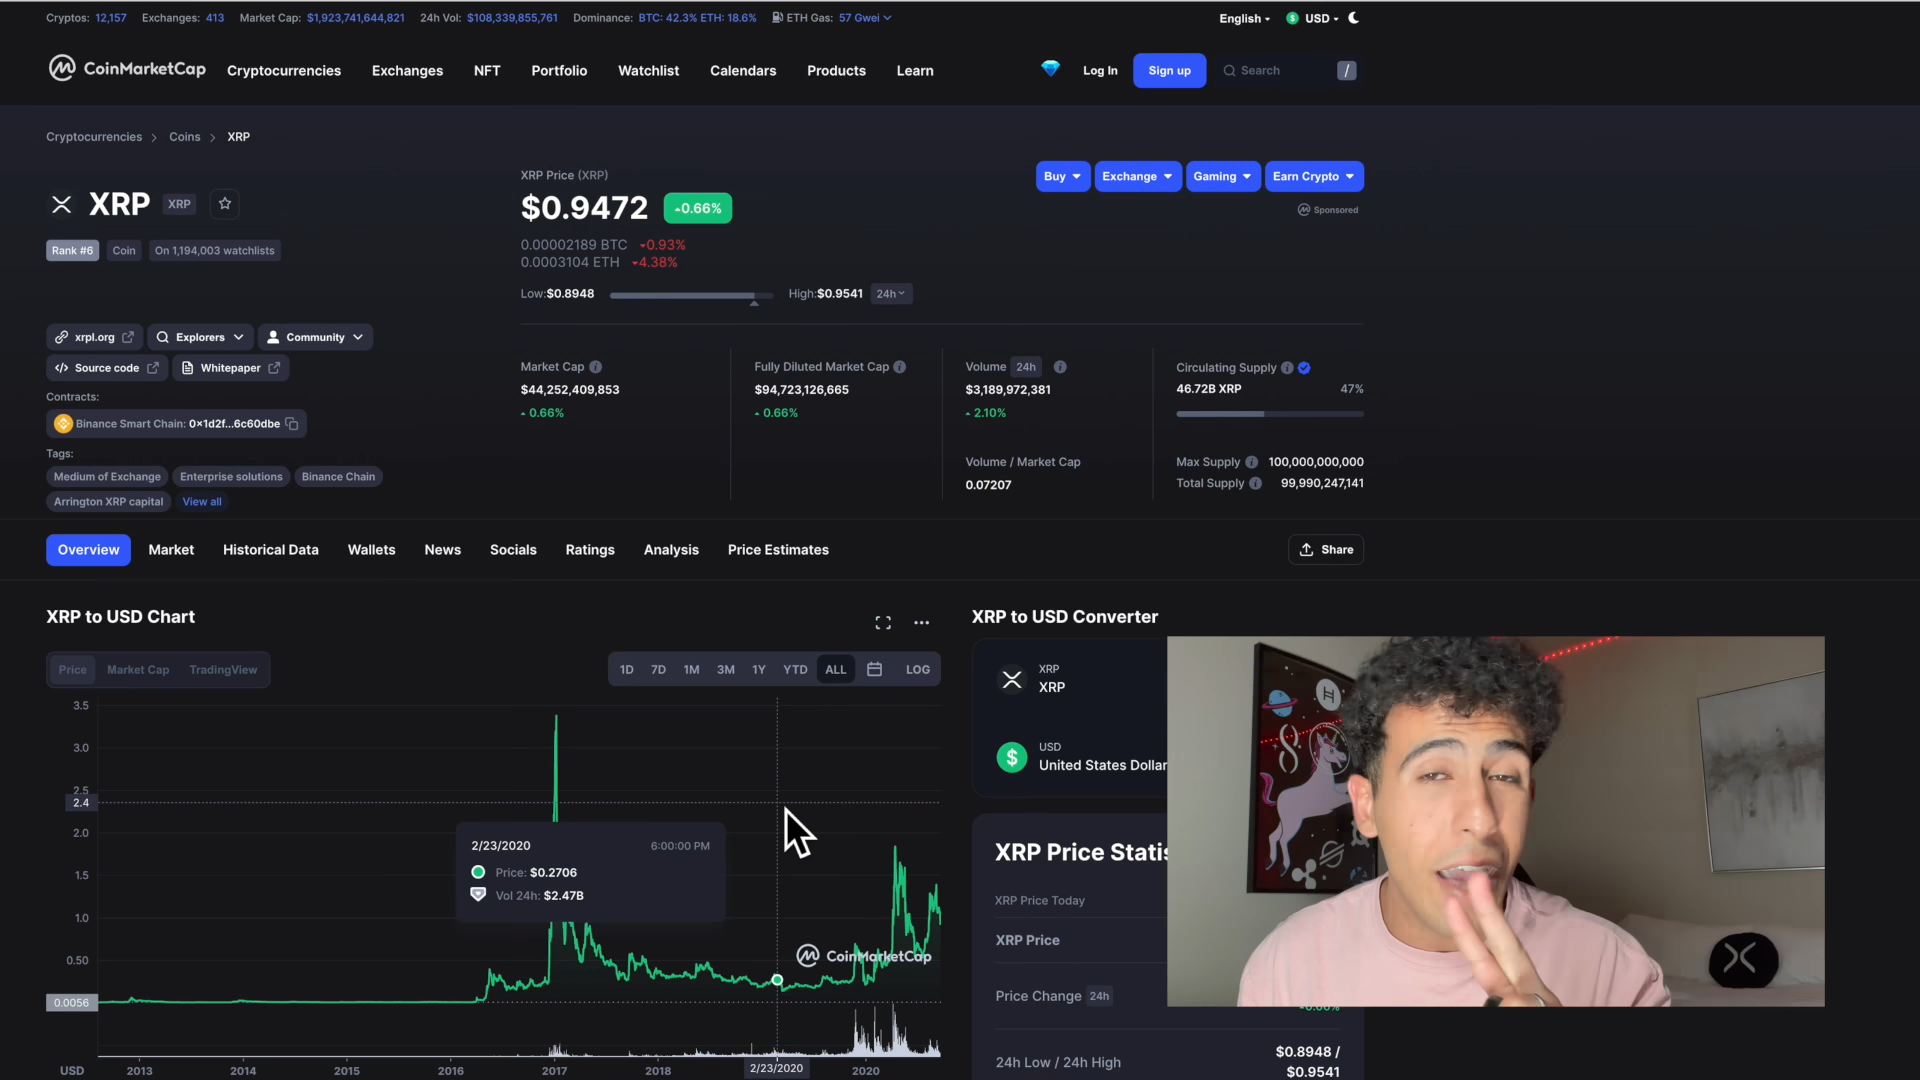 Cryptos: 12,157 Exchanges: 413 Market Cap: $1,923,741,644,821 24h Vol: $108,339,855,761 Dominance: BTC: 42.3% ETH: 18.6% ETH Gas: 57 Gwei English USD
CoinMarketCap Cryptocurrencies Exchanges NFT Portfolio Watchlist Calendars Products Learn Log In Sign up Search /
Cryptocurrencies > Coins > XRP
XRP XRP
Rank #6 Coin On 1,194,003 watchlists
XRP Price (XRP)
$0.9472 0.66%
0.00002189 BTC 0.93%
0.0003104 ETH 4.38%
Low:$0.8948 High:$0.9541 24h
Buy Exchange Gaming Earn Crypto
Sponsored
xrpl.org Explorers Community
Source code Whitepaper
Contracts:
Binance Smart Chain: 0x1d2f...6c60dbe
Tags:
Medium of Exchange Enterprise solutions Binance Chain
Arrington XRP capital View all
Market Cap
$44,252,409,853
0.66%
Fully Diluted Market Cap
$94,723,126,665
0.66%
Volume 24h
$3,189,972,381
2.10%
Volume / Market Cap
0.07207
Circulating Supply
46.72B XRP 47%
Max Supply 100,000,000,000
Total Supply 99,990,247,141
Overview Market Historical Data Wallets News Socials Ratings Analysis Price Estimates Share
XRP to USD Chart
Price Market Cap TradingView 1D 7D 1M 3M 1Y YTD ALL LOG
3.5
3.0
2.5
2.4
2.0
1.5
1.0
0.50
0.0056
2/23/2020 6:00:00 PM
Price: $0.2706
Vol 24h: $2.47B
CoinMarketCap
USD 2013 2014 2015 2016 2017 2018 2/23/2020 2020
XRP to USD Converter
XRP
XRP
USD
United States Dollar
XRP Price Statis
XRP Price Today
XRP Price
Price Change 24h
24h Low / 24h High $0.8948 /
$0.9541